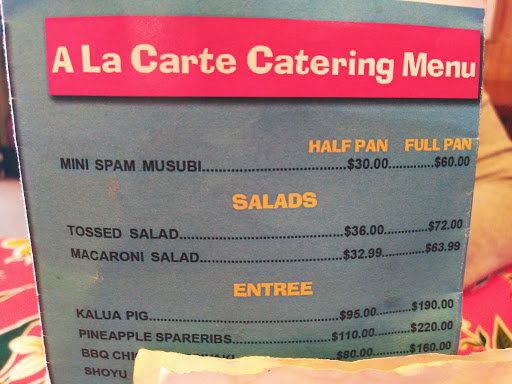 A La Carte Catering Menu
HALF PAN FULL PAN
MINI SPAM MUSUBI..................................$30.00.............$60.00
SALADS
TOSSED SALAD.......................................$36.00............$72.00
MACARONI SALAD..................................$32.99............$63.99
ENTREE
KALUA PIG................................................$95.00..........$190.00
PINEAPPLE SPARERIBS..........................$110.00.........$220.00
BBQ $80.00..........$160.00
SHOYU